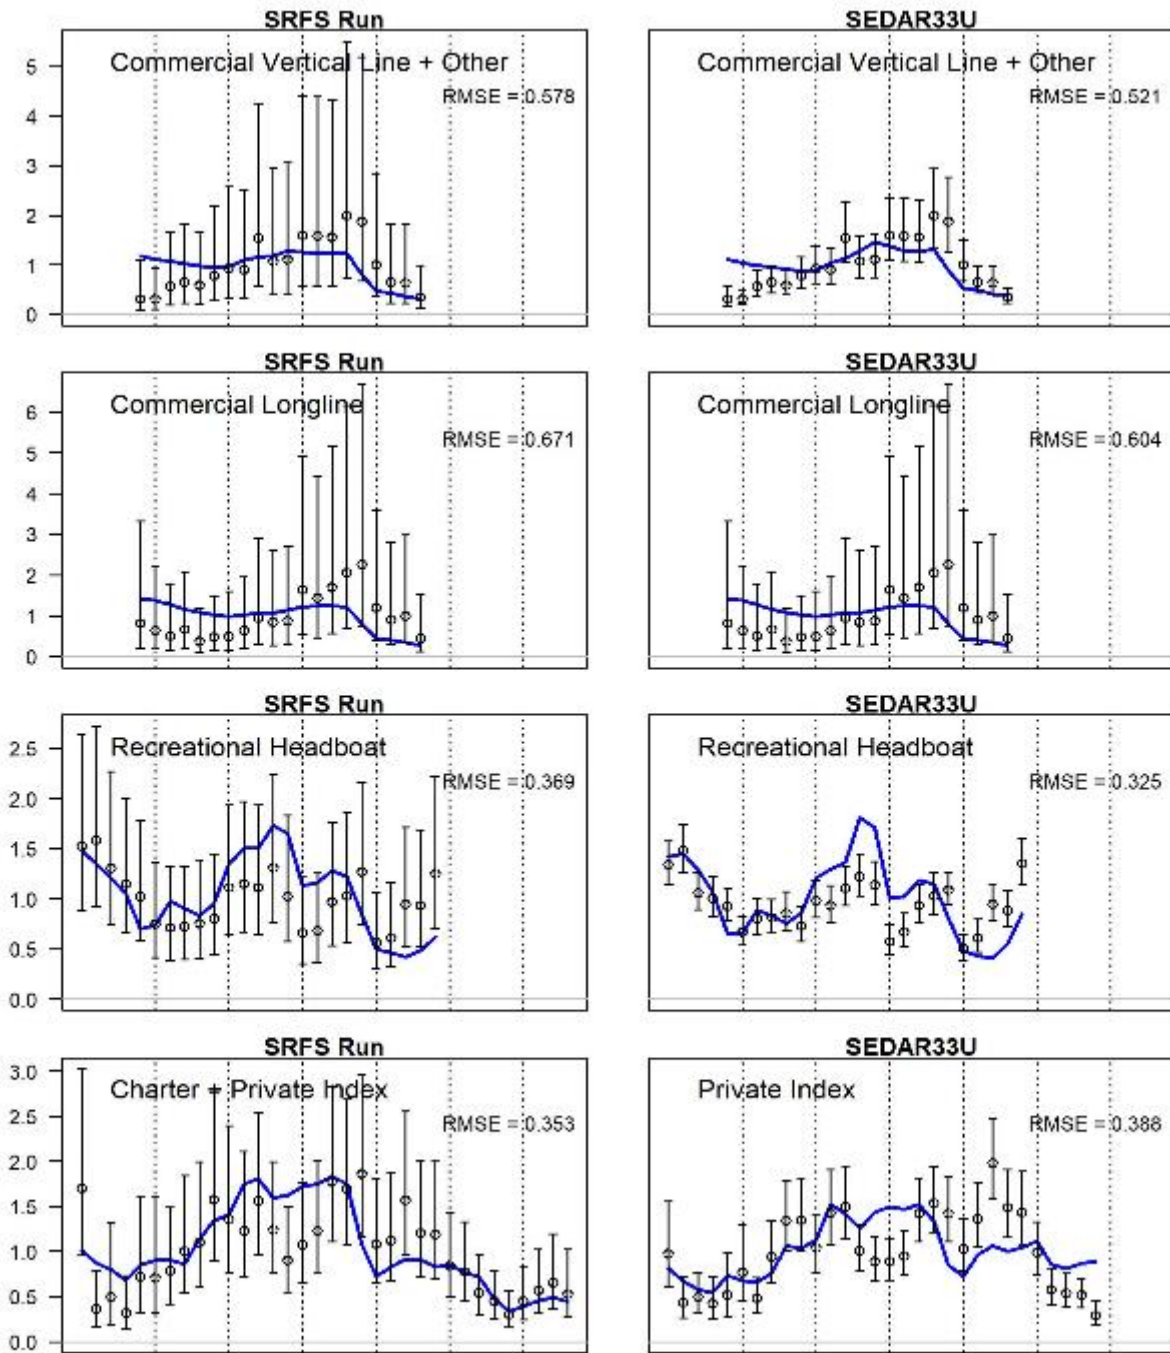 SRFS Run
SEDAR33U
Commercial Vertical Line + Other
Commercial Vertical Line + Other
RMSE = 0.578
RMSE = 0.521
5
4
3
2
1
0
SRFS Run
SEDAR33U
Commercial Longline
Commercial Longline
RMSE = 0.671
RMSE = 0.604
6
5
4
3
2
1
0
SRFS Run
SEDAR33U
Recreational Headboat
Recreational Headboat
RMSE = 0.369
RMSE = 0.325
2.5
2.0
1.5
1.0
0.5
0.0
SRFS Run
SEDAR33U
Charter + Private Index
Private Index
RMSE = 0.353
RMSE = 0.388
3.0
2.5
2.0
1.5
1.0
0.5
0.0